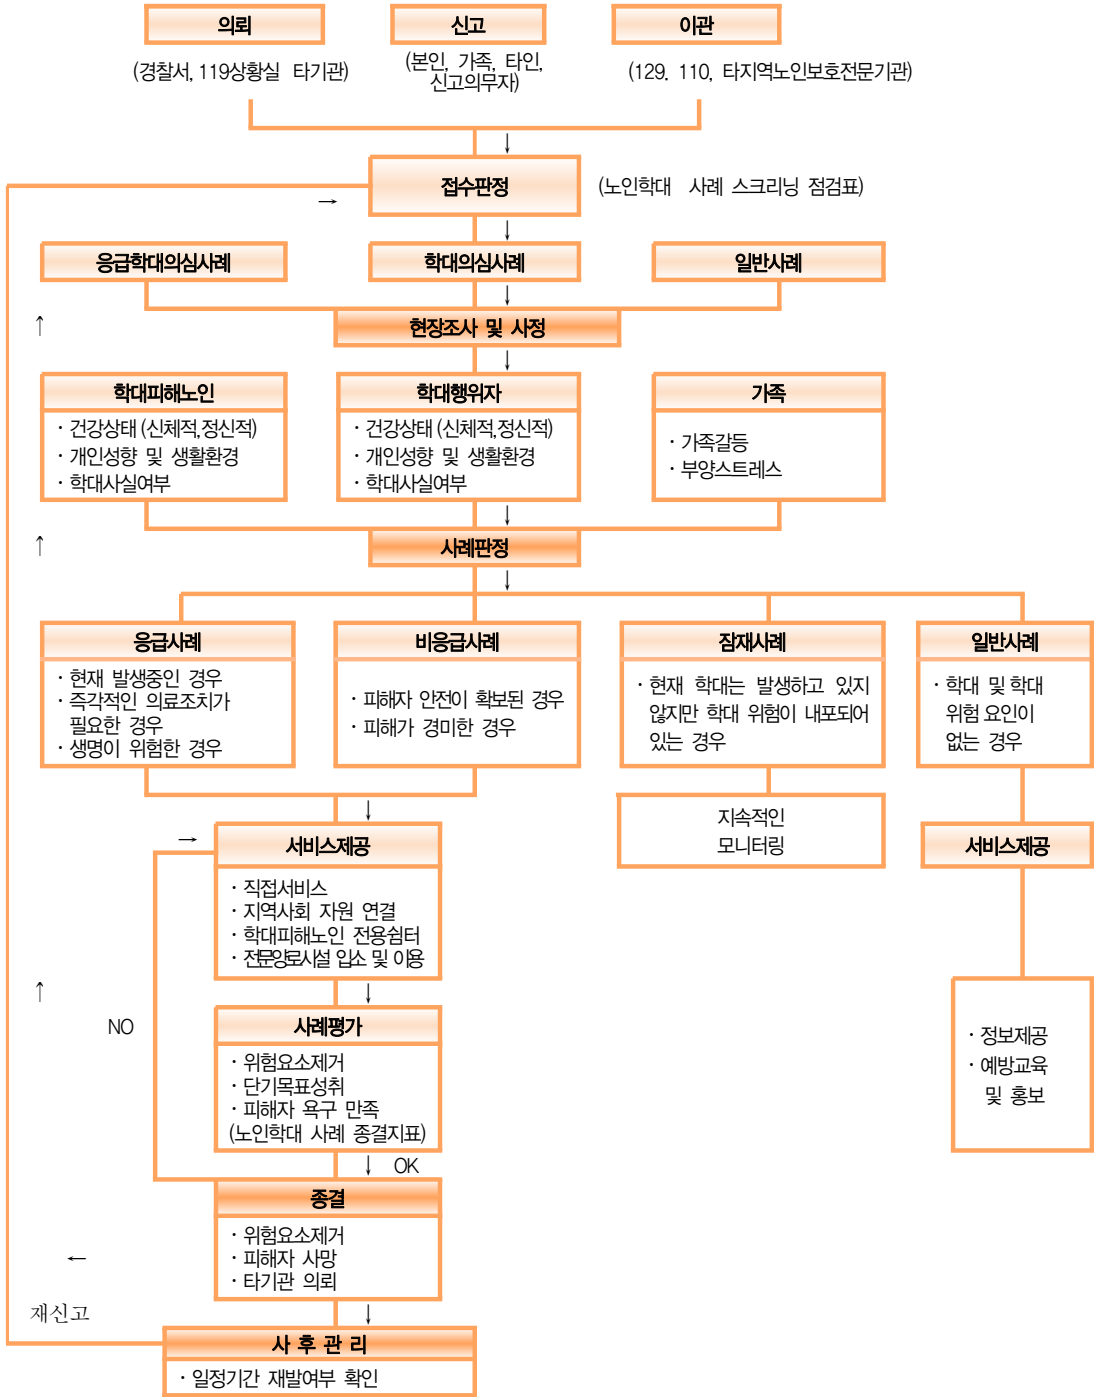 의뢰
신고
이관
(경찰서, 119상황실 타기관)
(본인, 가족, 타인,
신고의무자)
(129, 110, 타지역노인보호전문기관)
↓
접수판정
(노인학대 사례 스크리닝 점검표)
→
↓
응급학대의심사례
학대의심사례
일반사례
↓
↑
현장조사 및 사정
↓
학대피해노인
· 건강상태(신체적,정신적)
· 개인성향 및 생활환경
· 학대사실여부
학대행위자
· 건강상태(신체적,정신적)
· 개인성향 및 생활환경
· 학대사실여부
가족
· 가족갈등
· 부양스트레스
↓
↑
사례판정
↓
응급사례
· 현재 발생중인 경우
· 즉각적인 의료조치가
필요한 경우
· 생명이 위험한 경우
비응급사례
· 피해자 안전이 확보된 경우
· 피해가 경미한 경우
잠재사례
· 현재 학대는 발생하고 있지
않지만 학대 위험이 내포되어
있는 경우
일반사례
· 학대 및 학대
위험 요인이
없는 경우
↓
→
서비스제공
· 직접서비스
· 지역사회 자원 연결
· 학대피해노인 전용쉼터
· 전문양로시설 입소 및 이용
지속적인
모니터링
서비스제공
· 정보제공
· 예방교육
및 홍보
↑
↓
NO
사례평가
· 위험요소제거
· 단기목표성취
· 피해자 욕구 만족
(노인학대 사례 종결지표)
↓ OK
종결
· 위험요소제거
· 피해자 사망
· 타기관 의뢰
←
재신고
↓
사 후 관 리
· 일정기간 재발여부 확인